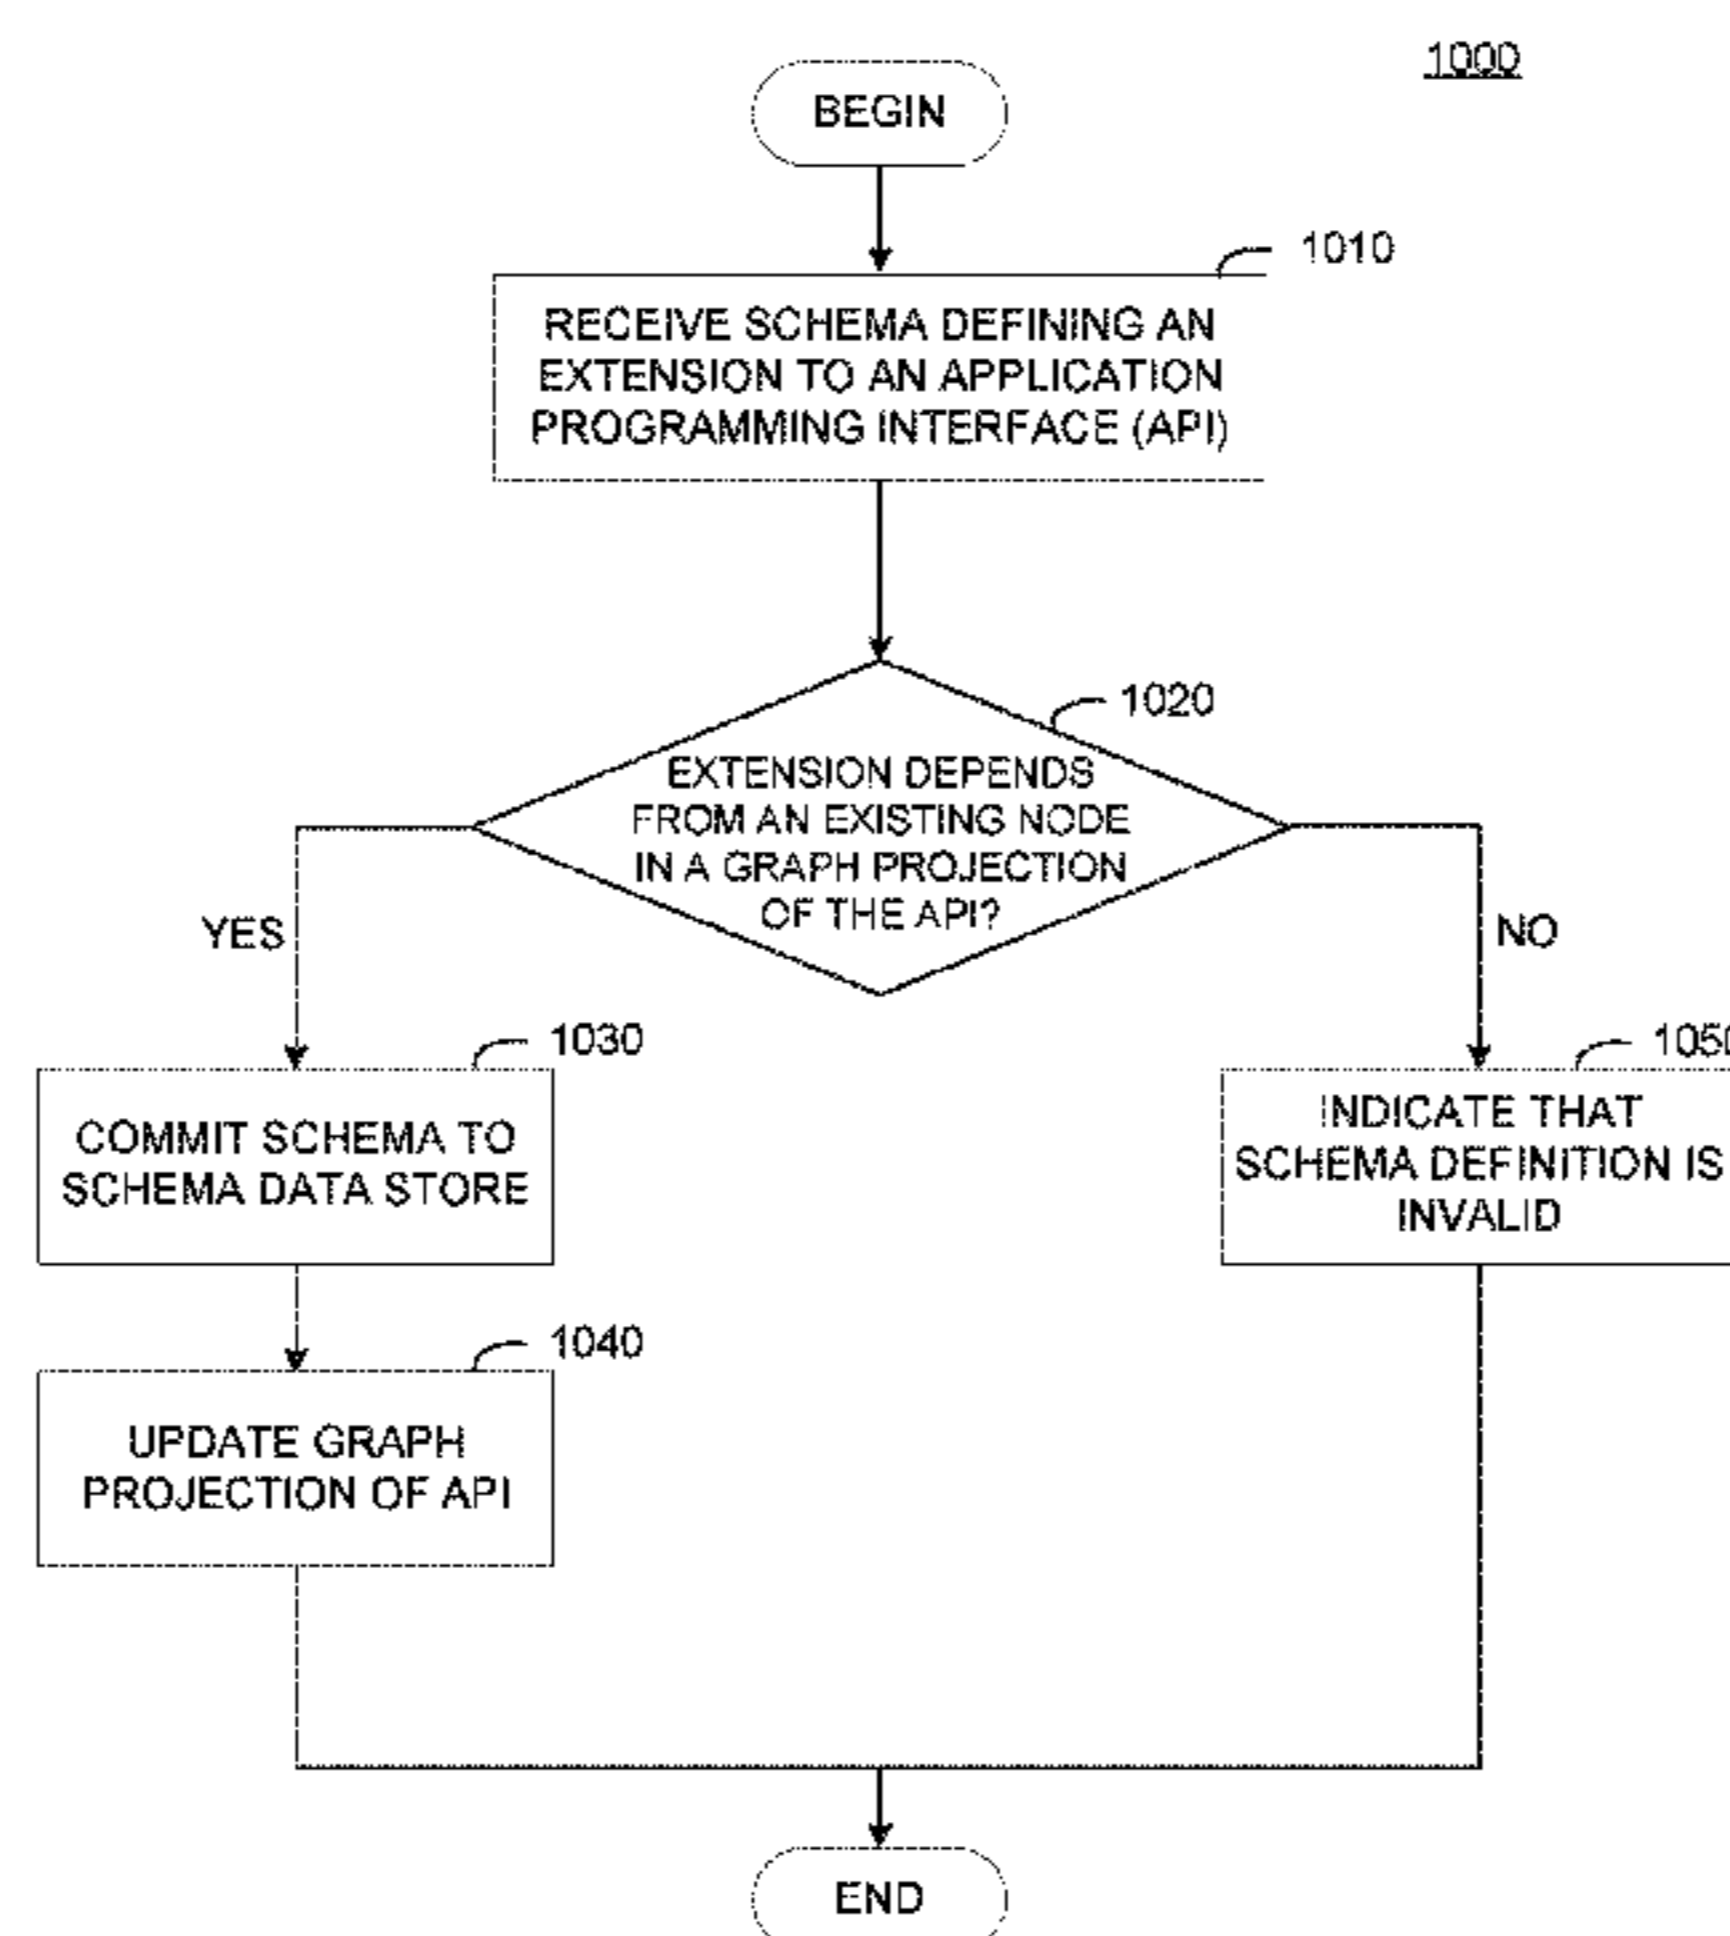 1000
BEGIN
1010
RECEIVE SCHEMA DEFINING AN
EXTENSION TO AN APPLICATION
PROGRAMMING INTERFACE (API)
1020
EXTENSION DEPENDS
FROM AN EXISTING NODE
IN A GRAPH PROJECTION
OF THE API?
YES
NO
1030
COMMIT SCHEMA TO
SCHEMA DATA STORE
1050
INDICATE THAT
SCHEMA DEFINITION IS
INVALID
1040
UPDATE GRAPH
PROJECTION OF API
END